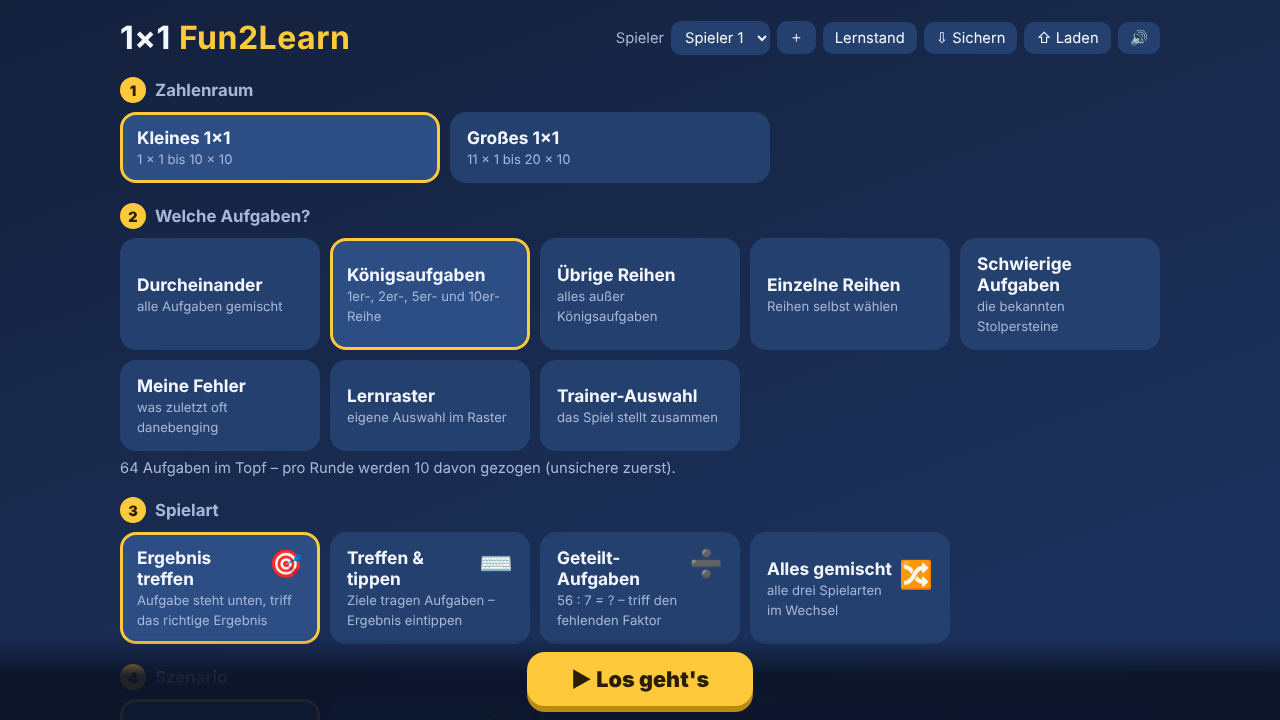 1×1 Fun2Learn
Spieler
Spieler 1
+
Lernstand
⇩ Sichern
⇧ Laden
1 Zahlenraum
Kleines 1×1
1 × 1 bis 10 × 10
Großes 1×1
11 × 1 bis 20 × 10
2 Welche Aufgaben?
Durcheinander
alle Aufgaben gemischt
Königsaufgaben
1er-, 2er-, 5er- und 10er-
Reihe
Übrige Reihen
alles außer
Königsaufgaben
Einzelne Reihen
Reihen selbst wählen
Schwierige
Aufgaben
die bekannten
Stolpersteine
Meine Fehler
was zuletzt oft
danebenging
Lernraster
eigene Auswahl im Raster
Trainer-Auswahl
das Spiel stellt zusammen
64 Aufgaben im Topf – pro Runde werden 10 davon gezogen (unsichere zuerst).
3 Spielart
Ergebnis
treffen
Aufgabe steht unten, triff
das richtige Ergebnis
Treffen &
tippen
Ziele tragen Aufgaben –
Ergebnis eintippen
Geteilt-
Aufgaben
56 : 7 = ? – triff den
fehlenden Faktor
Alles gemischt
alle drei Spielarten
im Wechsel
4 Szenario
▶ Los geht's